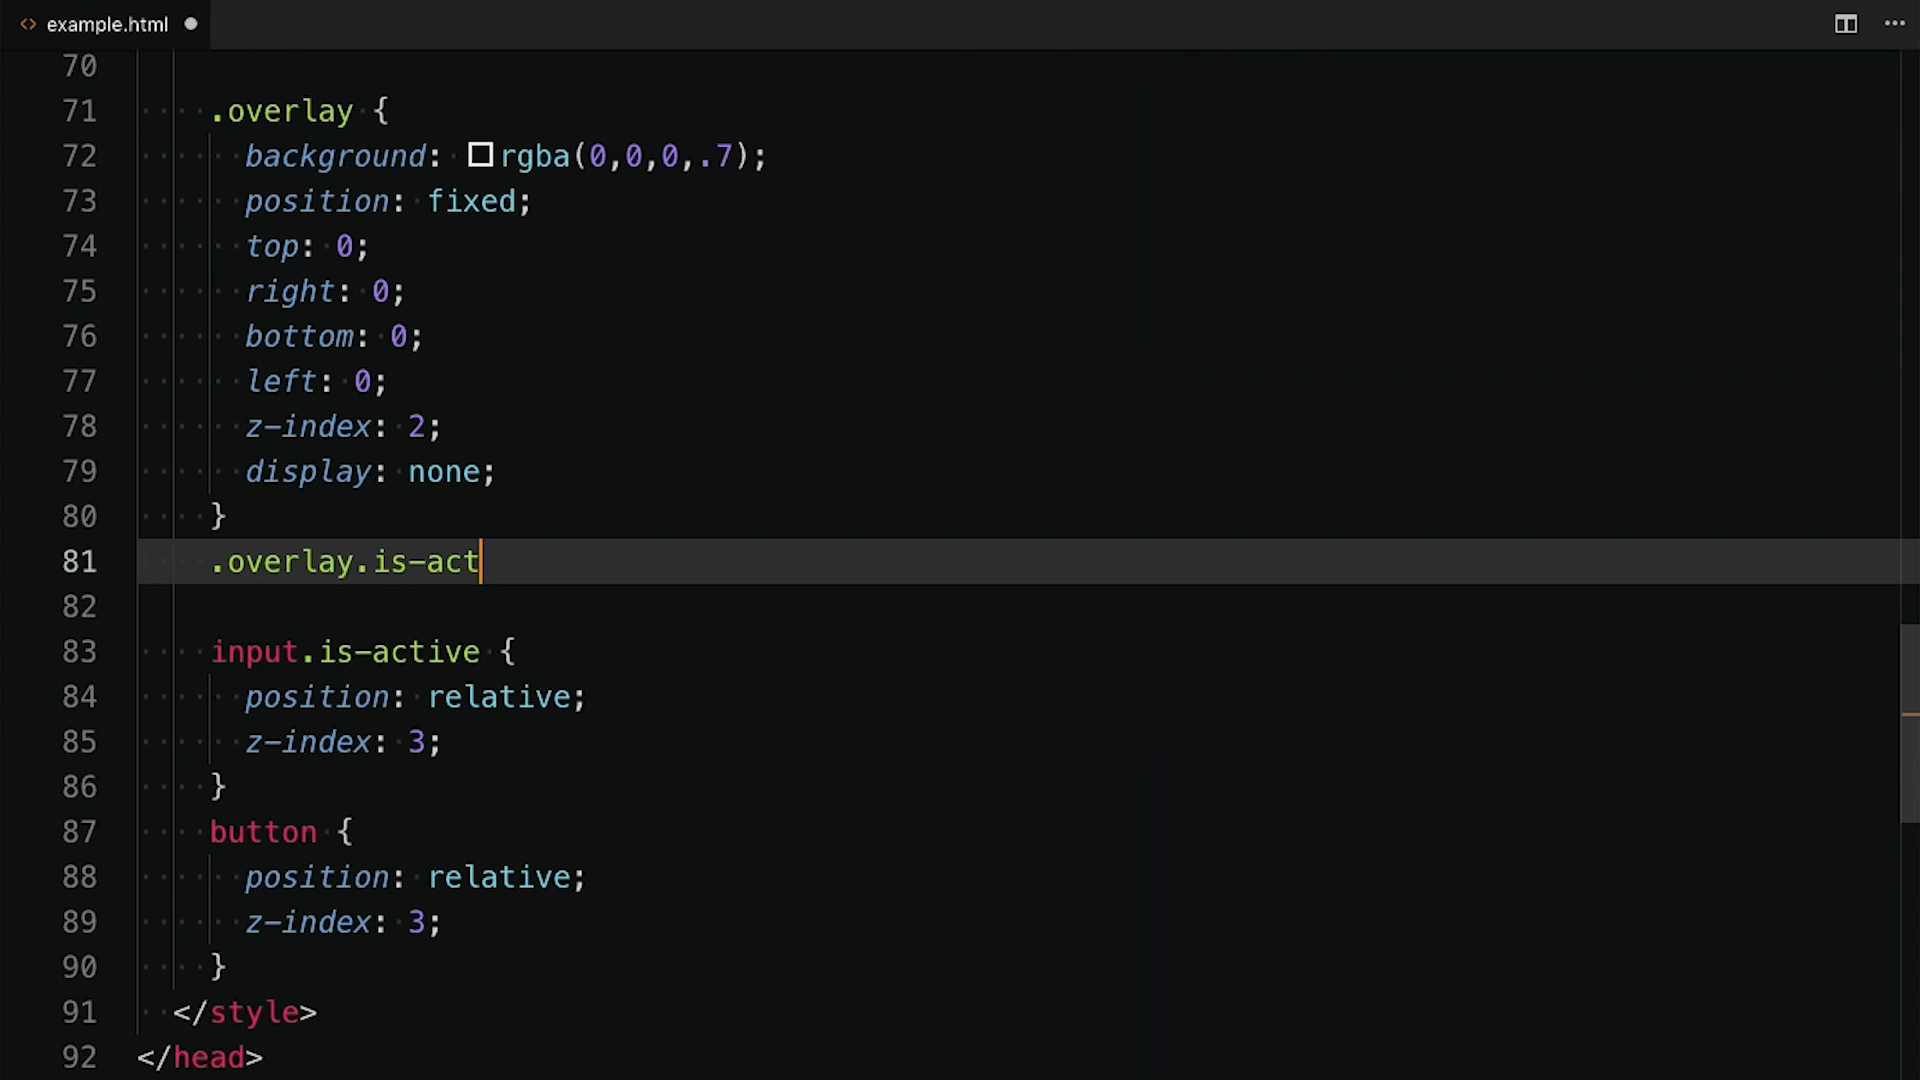 <> example.html
70
71 .overlay {
72 background: rgba(0,0,0,.7);
73 position: fixed;
74 top: 0;
75 right: 0;
76 bottom: 0;
77 left: 0;
78 z-index: 2;
79 display: none;
80 }
81 .overlay.is-act
82
83 input.is-active {
84 position: relative;
85 z-index: 3;
86 }
87 button {
88 position: relative;
89 z-index: 3;
90 }
91 </style>
92 </head>